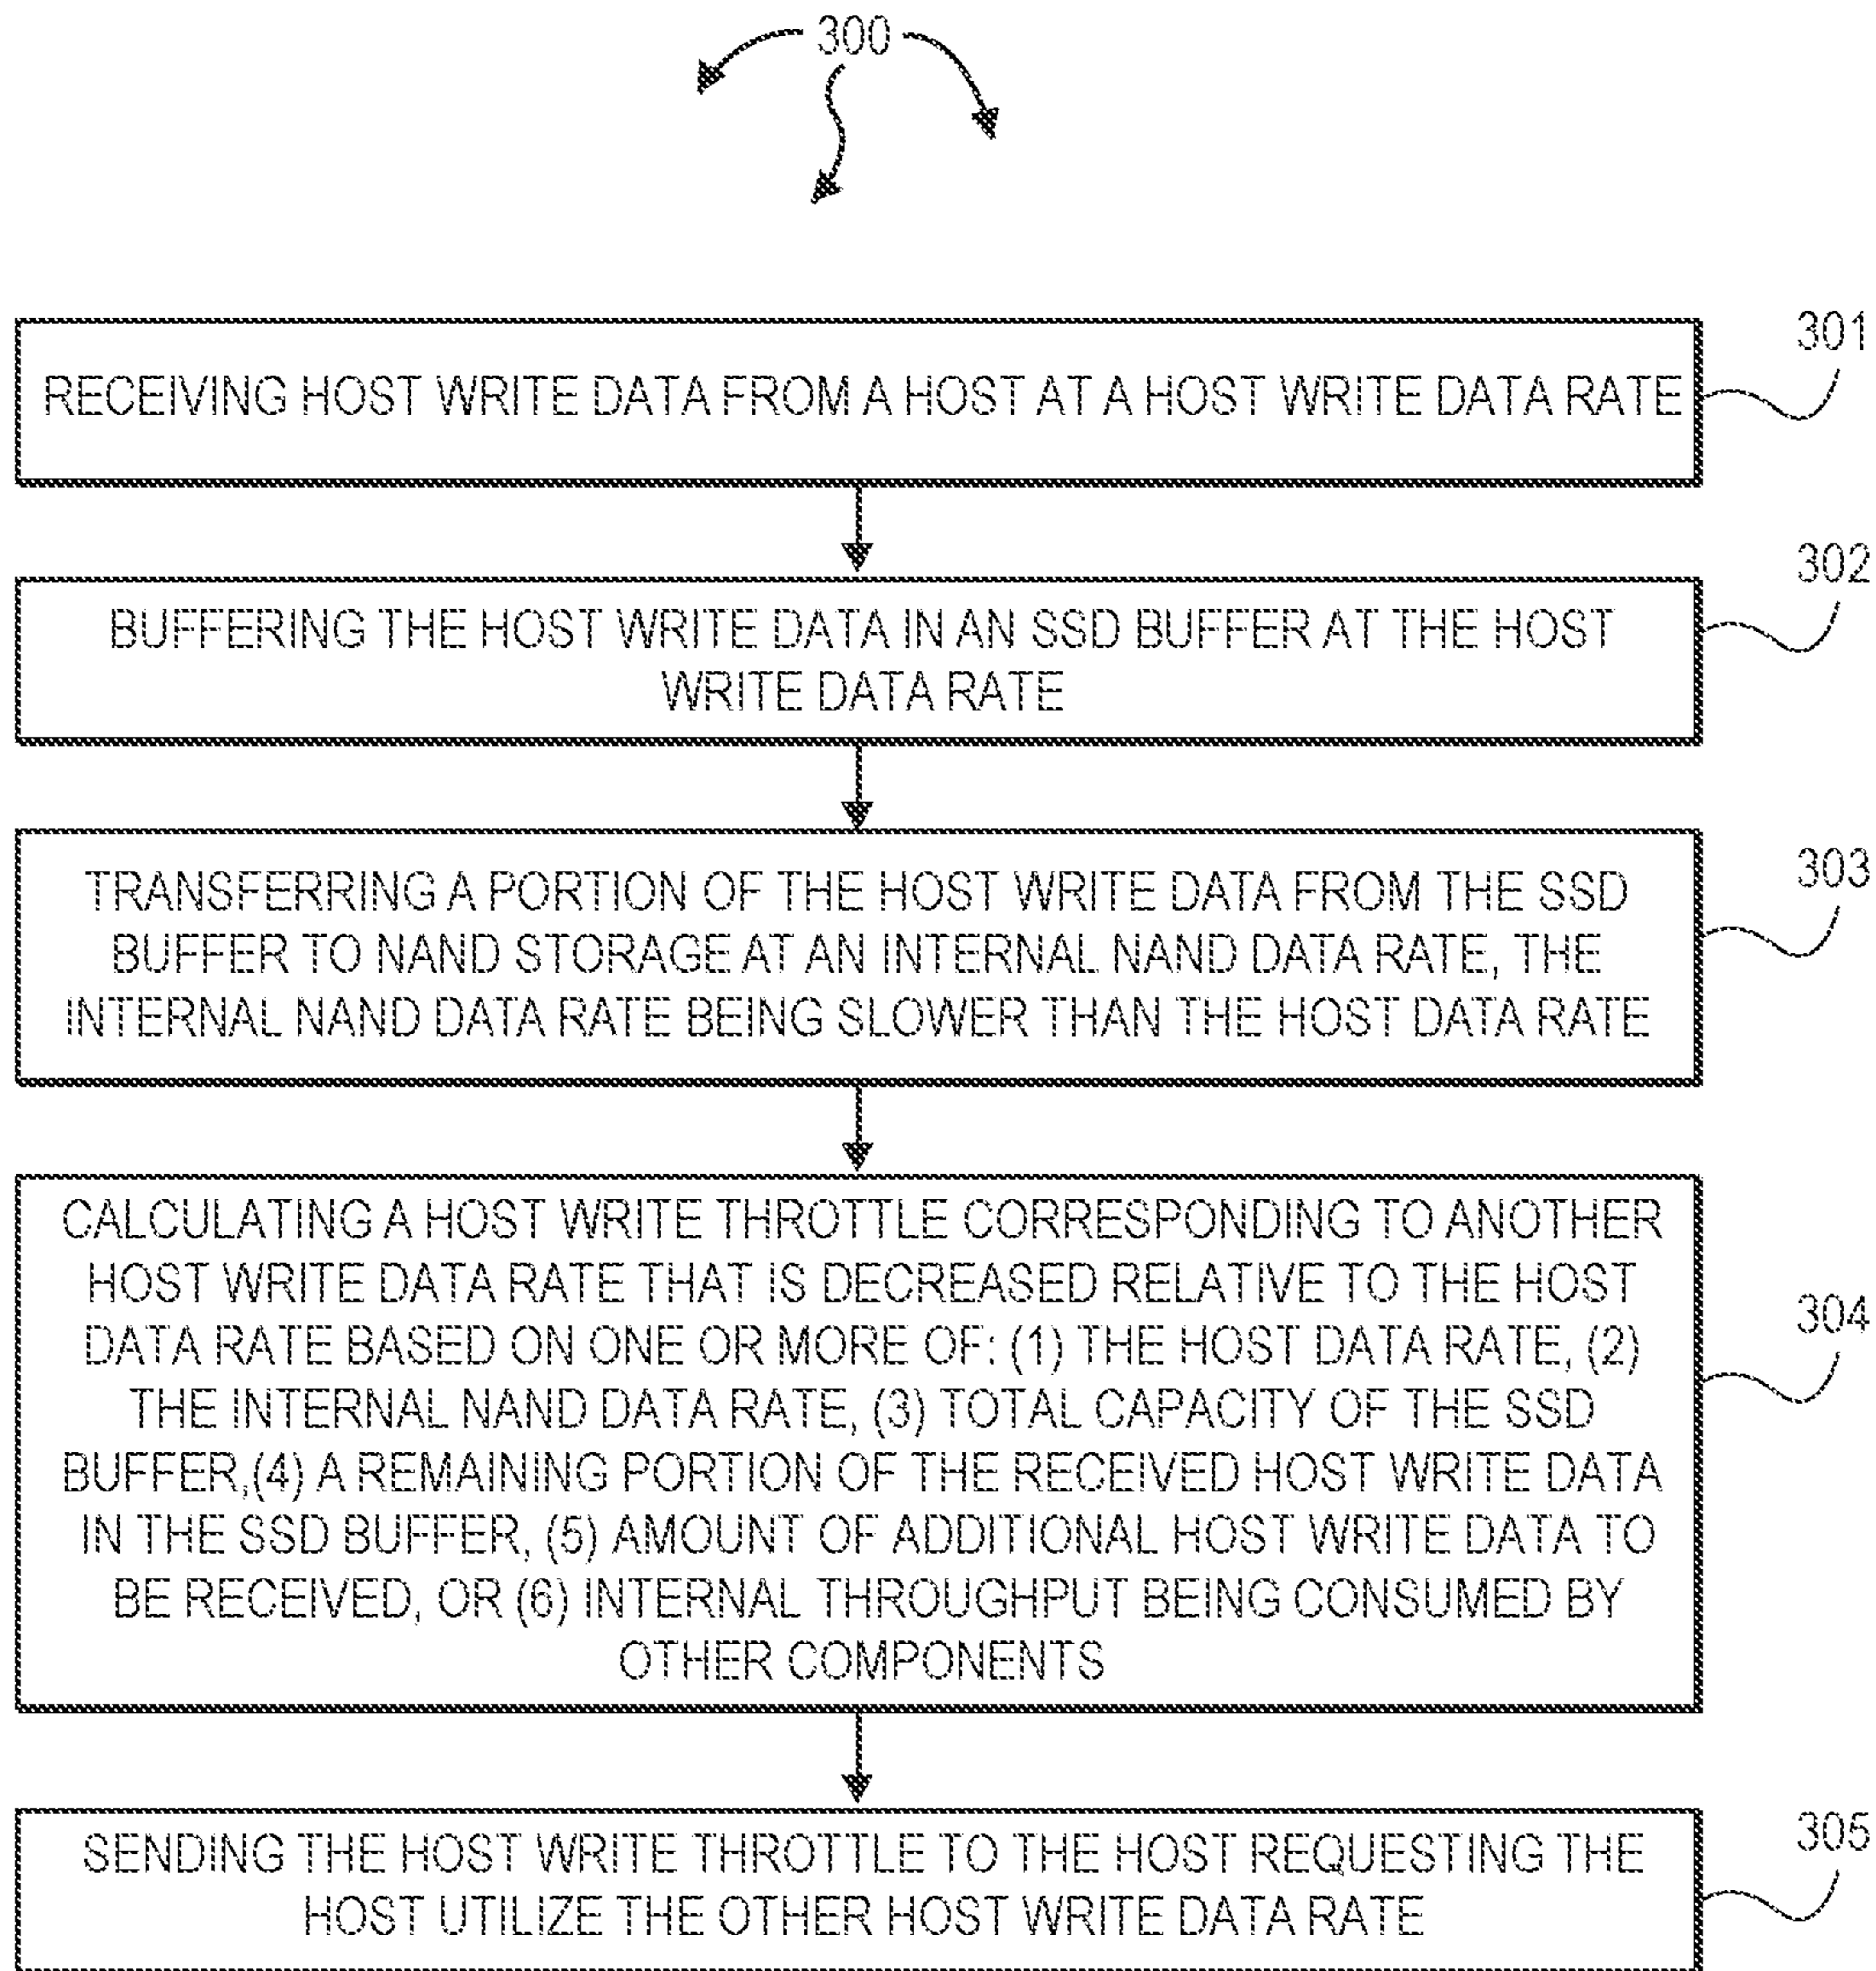 300
301
RECEIVING HOST WRITE DATA FROM A HOST AT A HOST WRITE DATA RATE
302
BUFFERING THE HOST WRITE DATA IN AN SSD BUFFER AT THE HOST
WRITE DATA RATE
303
TRANSFERRING A PORTION OF THE HOST WRITE DATA FROM THE SSD
BUFFER TO NAND STORAGE AT AN INTERNAL NAND DATA RATE, THE
INTERNAL NAND DATA RATE BEING SLOWER THAN THE HOST DATA RATE
304
CALCULATING A HOST WRITE THROTTLE CORRESPONDING TO ANOTHER
HOST WRITE DATA RATE THAT IS DECREASED RELATIVE TO THE HOST
DATA RATE BASED ON ONE OR MORE OF: (1) THE HOST DATA RATE, (2)
THE INTERNAL NAND DATA RATE, (3) TOTAL CAPACITY OF THE SSD
BUFFER,(4) A REMAINING PORTION OF THE RECEIVED HOST WRITE DATA
IN THE SSD BUFFER, (5) AMOUNT OF ADDITIONAL HOST WRITE DATA TO
BE RECEIVED, OR (6) INTERNAL THROUGHPUT BEING CONSUMED BY
OTHER COMPONENTS
305
SENDING THE HOST WRITE THROTTLE TO THE HOST REQUESTING THE
HOST UTILIZE THE OTHER HOST WRITE DATA RATE